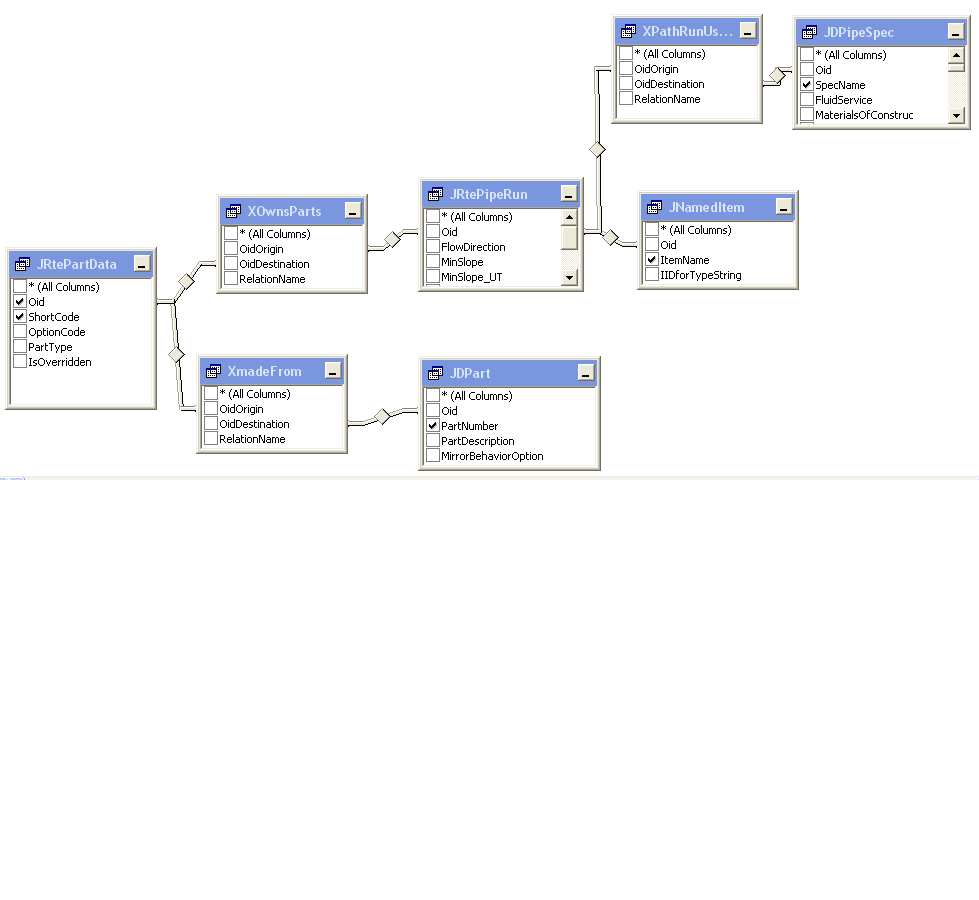 XPathRunUs...
* (All Columns)
OidOrigin
OidDestination
RelationName
JDPipeSpec
* (All Columns)
Oid
SpecName
FluidService
MaterialsOfConstruc
JRtePipeRun
* (All Columns)
Oid
FlowDirection
MinSlope
MinSlope_UT
JNamedItem
* (All Columns)
Oid
ItemName
IIDforTypeString
XOwnsParts
* (All Columns)
OidOrigin
OidDestination
RelationName
JRtePartData
* (All Columns)
Oid
ShortCode
OptionCode
PartType
IsOverridden
XmadeFrom
* (All Columns)
OidOrigin
OidDestination
RelationName
JDPart
* (All Columns)
Oid
PartNumber
PartDescription
MirrorBehaviorOption